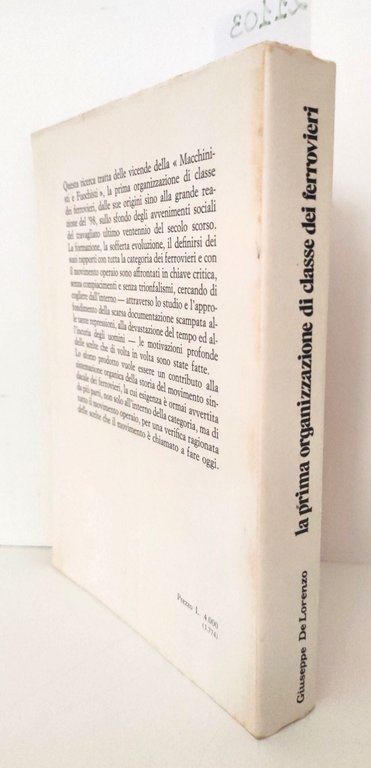 21103
Questa ricerca tratta delle vicende della « Macchini-
sti e Fuochisti », la prima organizzazione di classe
dei ferrovieri, dalle sue origini sino alla grande rea-
zione del '98, sullo sfondo degli avvenimenti sociali
del travagliato ultimo ventennio del secolo scorso.
La formazione, la sofferta evoluzione, il definirsi dei
suoi rapporti con tutta la categoria dei ferrovieri e con
il movimento operaio sono affrontati in chiave critica,
senza compiacimenti e senza trionfalismi, cercando di
cogliere dall'interno — attraverso lo studio e l'appro-
fondimento della scarsa documentazione scampata al-
le tante repressioni, alla devastazione del tempo ed al-
l'incuria degli uomini — le motivazioni profonde
delle scelte che di volta in volta sono state fatte.
Lo sforzo prodotto vuole essere un contributo alla
sistemazione organica della storia del movimento sin-
dacale dei ferrovieri, la cui esigenza è ormai avvertita
da più parti, non solo all'interno della categoria, ma di
tutto il movimento operaio, per una verifica ragionata
delle scelte che il movimento è chiamato a fare oggi.
Prezzo L. 4.000
(3.774)
Giuseppe De Lorenzo
la prima organizzazione di classe dei ferrovieri